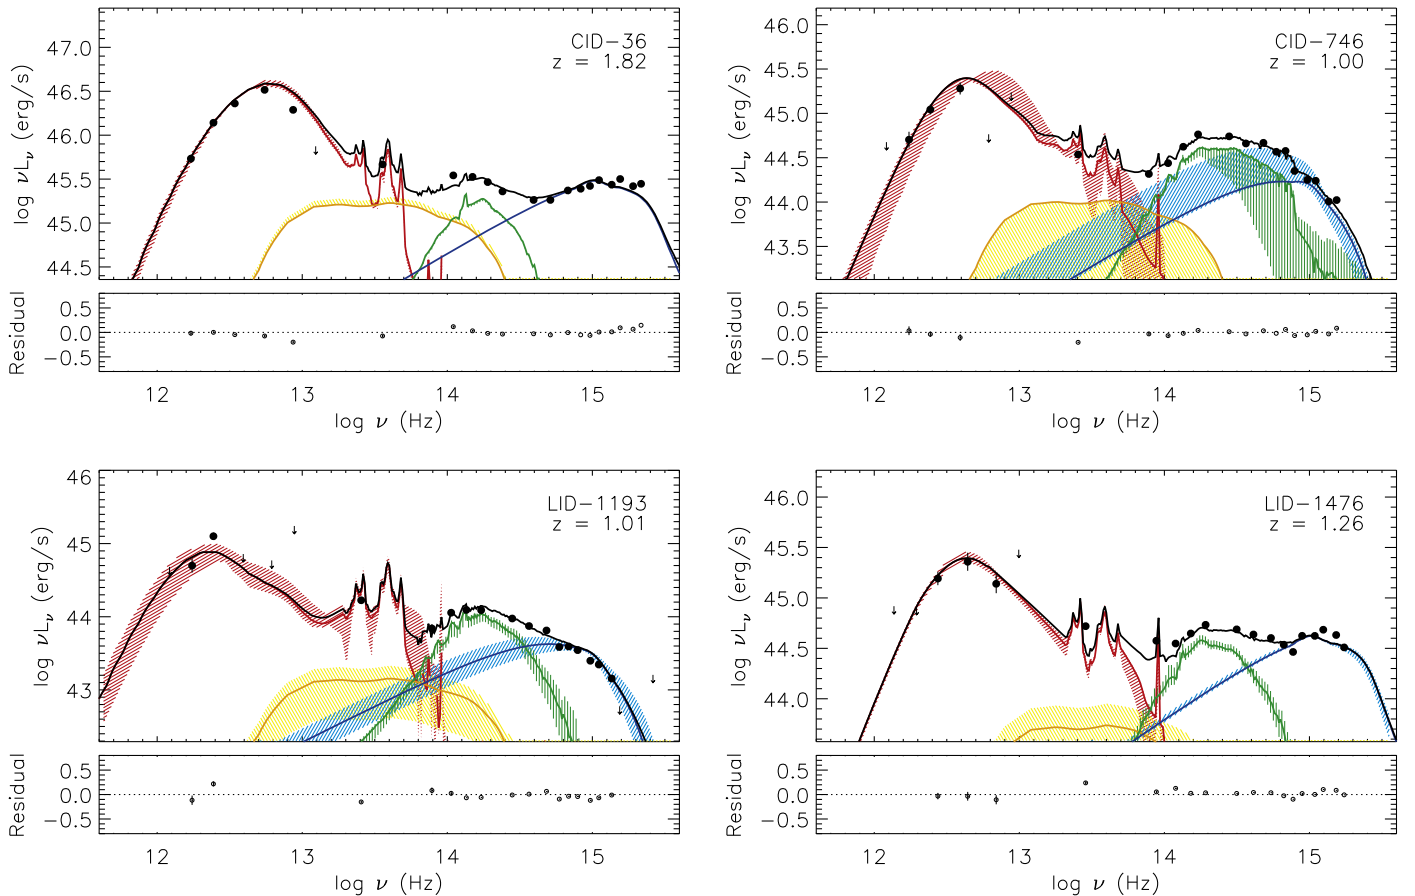 CID−36
z = 1.82
log νLν (erg/s)
47.0
46.5
46.0
45.5
45.0
44.5
Residual
0.5
0.0
−0.5
12 13 14 15
log ν (Hz)
CID−746
z = 1.00
log νLν (erg/s)
46.0
45.5
45.0
44.5
44.0
43.5
Residual
0.5
0.0
−0.5
12 13 14 15
log ν (Hz)
LID−1193
z = 1.01
log νLν (erg/s)
46
45
44
43
Residual
0.5
0.0
−0.5
12 13 14 15
log ν (Hz)
LID−1476
z = 1.26
log νLν (erg/s)
46.0
45.5
45.0
44.5
44.0
Residual
0.5
0.0
−0.5
12 13 14 15
log ν (Hz)